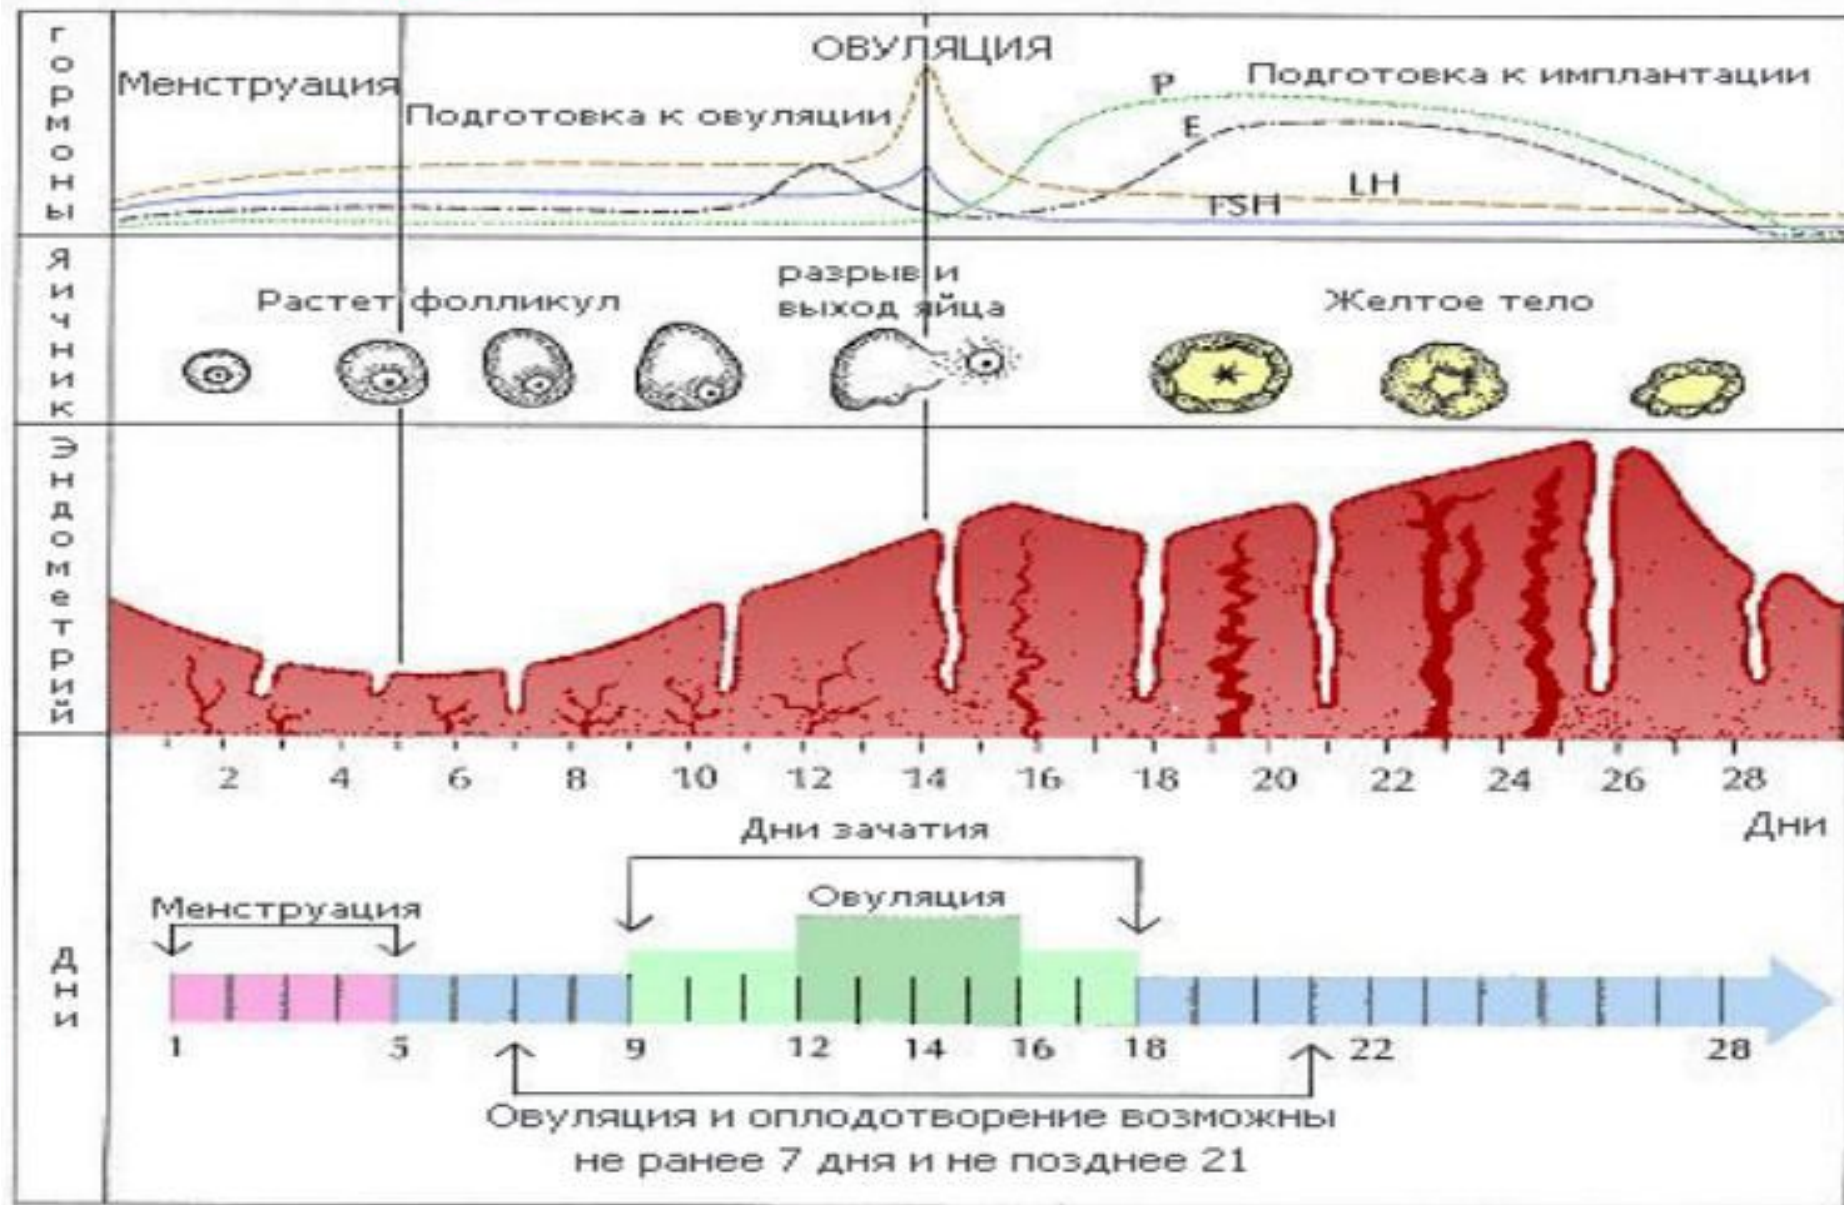 Гормоны
Менструация
Подготовка к овуляции
ОВУЛЯЦИЯ
P
Подготовка к имплантации
E
LH
FSH
Яичник
Растет фолликул
разрыв и
выход яйца
Желтое тело
Эндометрий
2 4 6 8 10 12 14 16 18 20 22 24 26 28
Дни
Дни зачатия
Менструация
Овуляция
Дни
1 5 9 12 14 16 18 22 28
Овуляция и оплодотворение возможны
не ранее 7 дня и не позднее 21